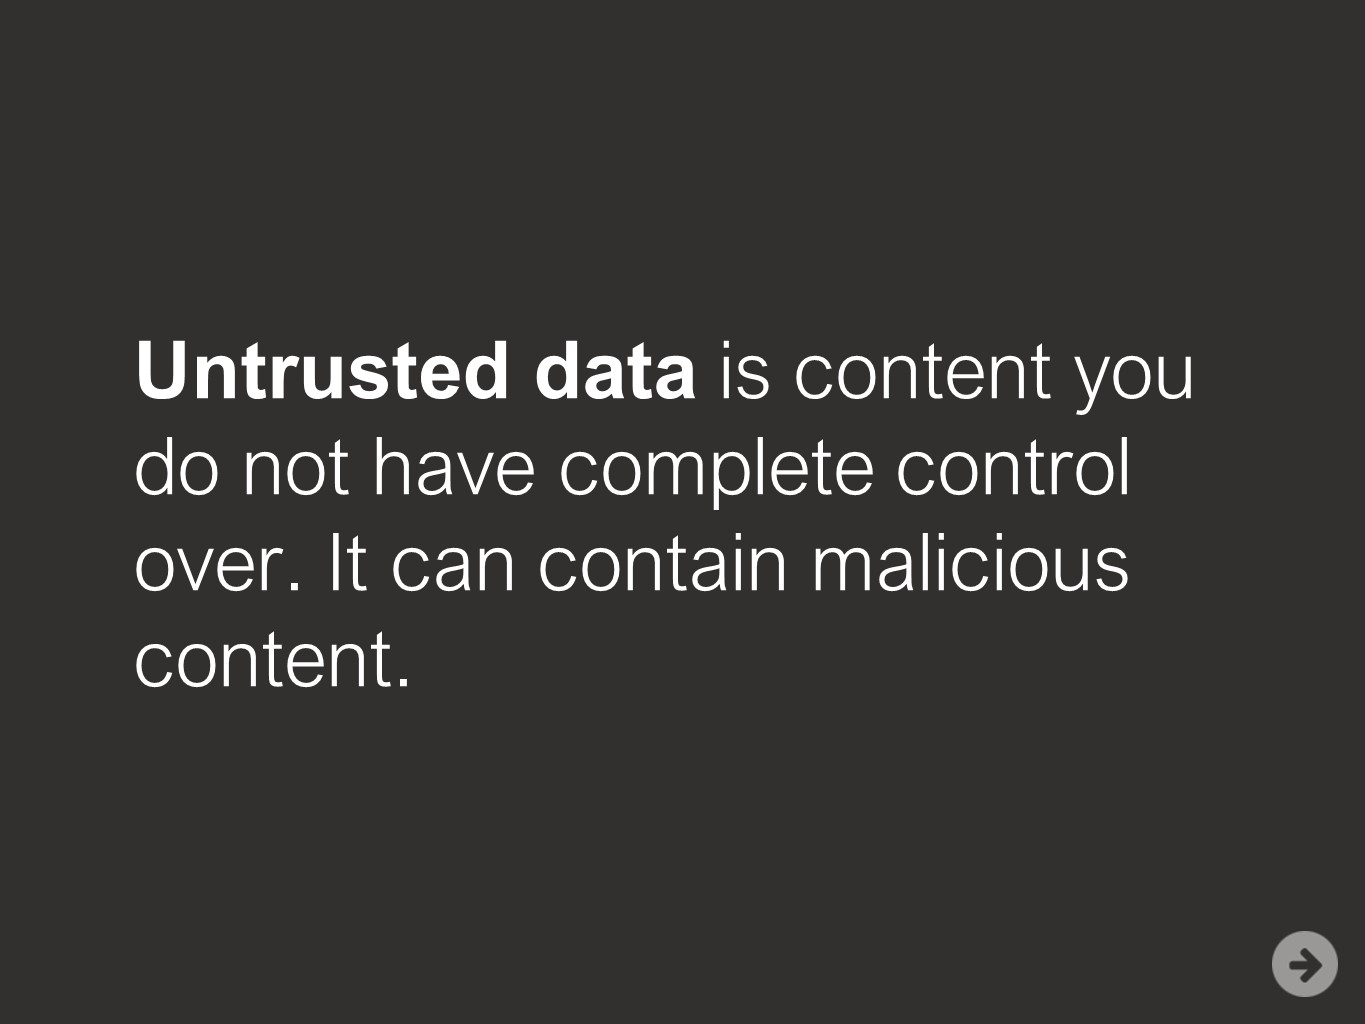 Untrusted data is content you
do not have complete control
over. It can contain malicious
content.